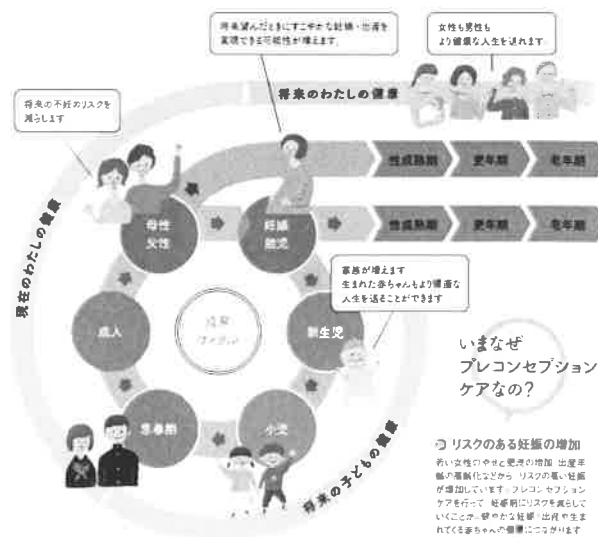 将来望んだときにすこやかな妊娠・出産を
実現できる可能性が増えます。
女性も男性も
より健康な人生を送れます。
将来のわたしの健康
将来の不妊のリスクを
減らします
性成熟期
更年期
老年期
母性
父性
妊娠
胎児
性成熟期
更年期
老年期
現在のわたしの健康
家族が増えます
生まれた赤ちゃんもより健康な
人生を送ることができます
成人
成育
サイクル
新生児
思春期
小児
将来の子どもの健康
いまなぜ
プレコンセプション
ケアなの？
リスクのある妊娠の増加
若い女性のやせと肥満の増加、出産年
齢の高齢化などから、リスクの高い妊娠
が増加しています。プレコンセプション
ケアを行って、妊娠前にリスクを減らして
いくことが、健やかな妊娠・出産や生ま
れてくる赤ちゃんの健康につながります